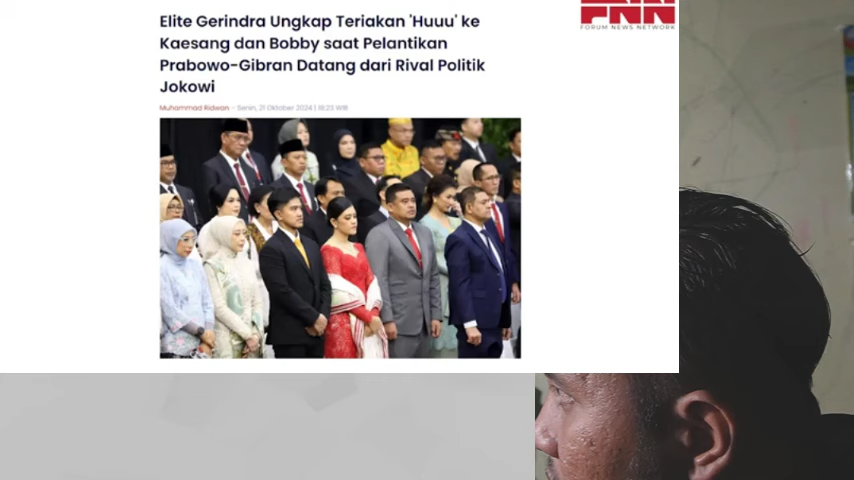 Elite Gerindra Ungkap Teriakan 'Huuu' ke
Kaesang dan Bobby saat Pelantikan
Prabowo-Gibran Datang dari Rival Politik
Jokowi
Muhammad Ridwan - Senin, 21 Oktober 2024 | 18:23 WIB
FNN
FORUM NEWS NETWORK